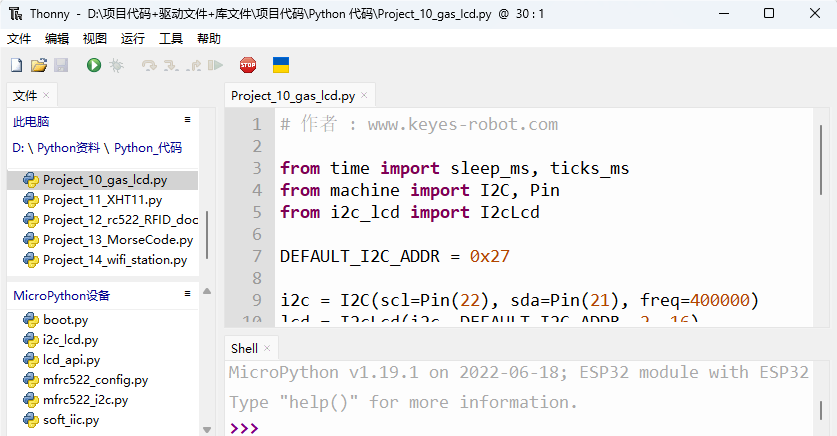 Thonny - D:\项目代码+驱动文件+库文件\项目代码\Python 代码\Project_10_gas_lcd.py @ 30 : 1
文件 编辑 视图 运行 工具 帮助
STOP
文件 ×
此电脑 ≡
D: \ Python资料 \ Python_代码
Project_10_gas_lcd.py
Project_11_XHT11.py
Project_12_rc522_RFID_doc
Project_13_MorseCode.py
Project_14_wifi_station.py
MicroPython设备 ≡
boot.py
i2c_lcd.py
lcd_api.py
mfrc522_config.py
mfrc522_i2c.py
soft_iic.py
Project_10_gas_lcd.py ×
1 # 作者 : www.keyes-robot.com
2
3 from time import sleep_ms, ticks_ms
4 from machine import I2C, Pin
5 from i2c_lcd import I2cLcd
6
7 DEFAULT_I2C_ADDR = 0x27
8
9 i2c = I2C(scl=Pin(22), sda=Pin(21), freq=400000)
10 lcd = I2cLcd(i2c, DEFAULT_I2C_ADDR, 2, 16)
Shell ×
MicroPython v1.19.1 on 2022-06-18; ESP32 module with ESP32
Type "help()" for more information.
>>>